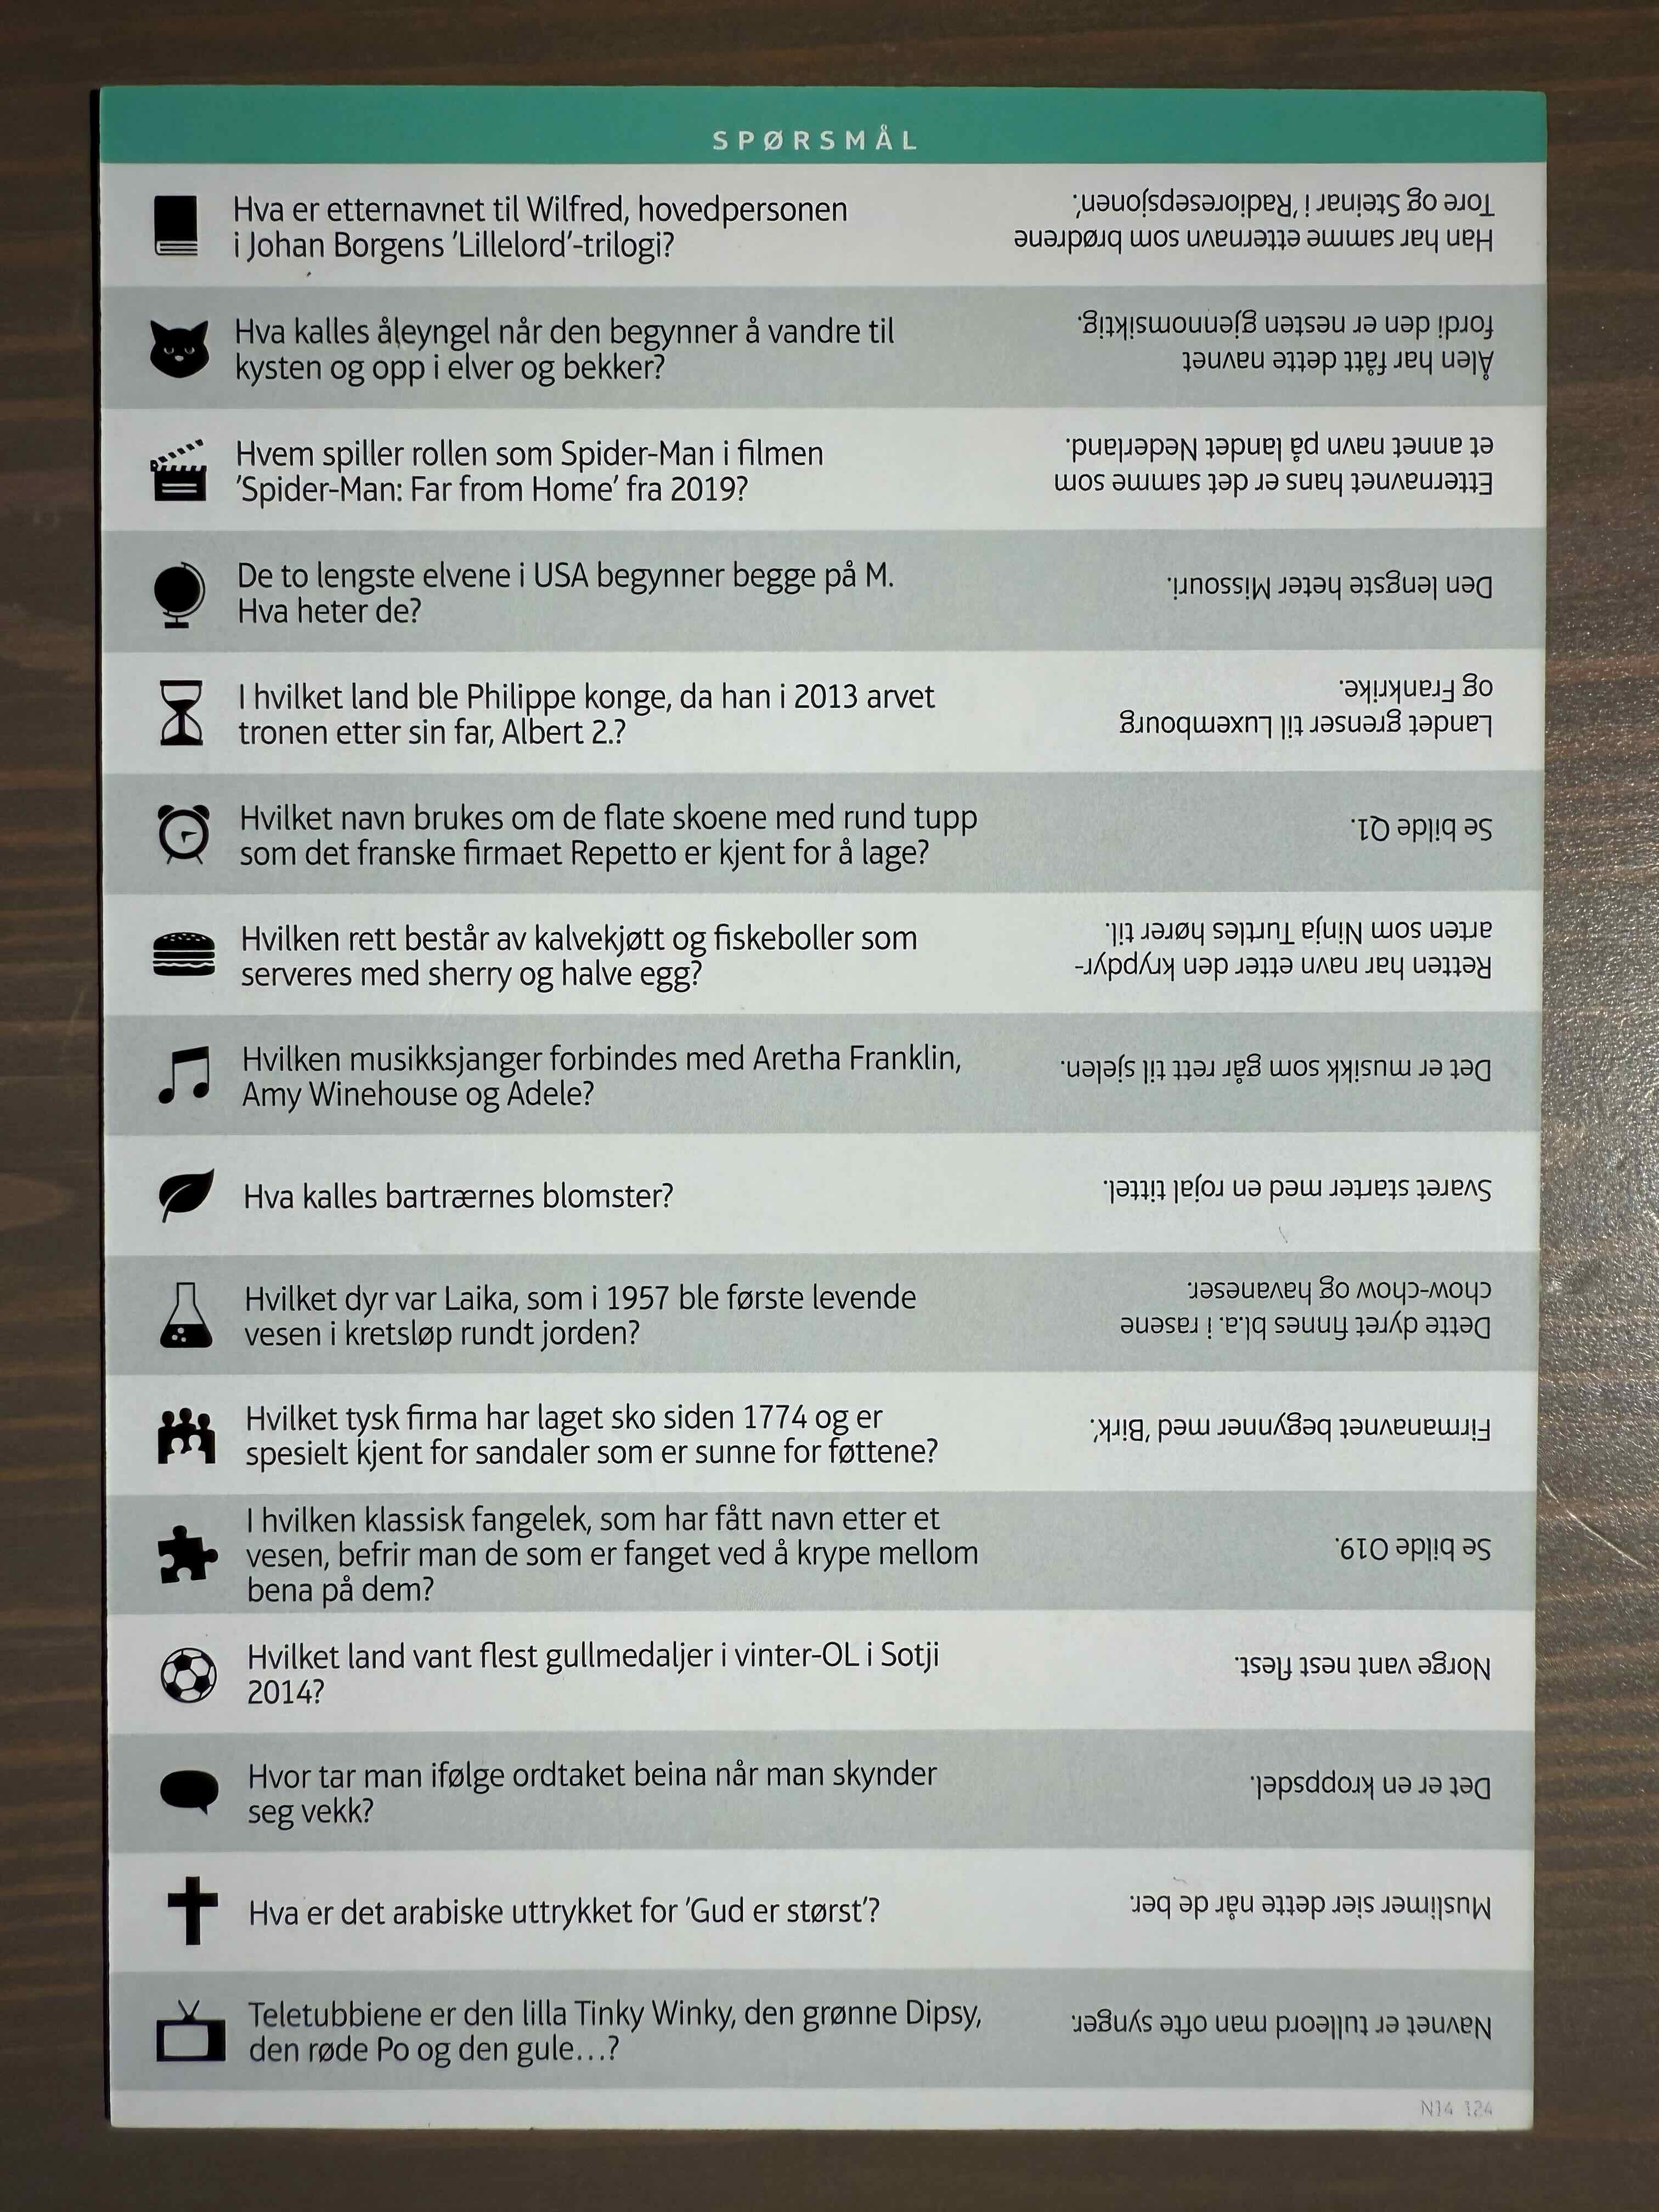 SPØRSMÅL
Hva er etternavnet til Wilfred, hovedpersonen
i Johan Borgens 'Lillelord'-trilogi?
Han har samme etternavn som brødrene
Tore og Steinar i 'Radioresepsjonen'.
Hva kalles åleyngel når den begynner å vandre til
kysten og opp i elver og bekker?
Ålen har fått dette navnet
fordi den er nesten gjennomsiktig.
Hvem spiller rollen som Spider-Man i filmen
'Spider-Man: Far from Home' fra 2019?
Etternavnet hans er det samme som
et annet navn på landet Nederland.
De to lengste elvene i USA begynner begge på M.
Hva heter de?
Den lengste heter Missouri.
I hvilket land ble Philippe konge, da han i 2013 arvet
tronen etter sin far, Albert 2.?
Landet grenser til Luxembourg
og Frankrike.
Hvilket navn brukes om de flate skoene med rund tupp
som det franske firmaet Repetto er kjent for å lage?
Se bilde Q1.
Hvilken rett består av kalvekjøtt og fiskeboller som
serveres med sherry og halve egg?
Retten har navn etter den krypdyr-
arten som Ninja Turtles hører til.
Hvilken musikksjanger forbindes med Aretha Franklin,
Amy Winehouse og Adele?
Det er musikk som går rett til sjelen.
Hva kalles bartrærnes blomster?
Svaret starter med en rojal tittel.
Hvilket dyr var Laika, som i 1957 ble første levende
vesen i kretsløp rundt jorden?
Dette dyret finnes bl.a. i rasene
chow-chow og havaneser.
Hvilket tysk firma har laget sko siden 1774 og er
spesielt kjent for sandaler som er sunne for føttene?
Firmanavnet begynner med 'Birk'.
I hvilken klassisk fangelek, som har fått navn etter et
vesen, befrir man de som er fanget ved å krype mellom
bena på dem?
Se bilde O19.
Hvilket land vant flest gullmedaljer i vinter-OL i Sotji
2014?
Norge vant nest flest.
Hvor tar man ifølge ordtaket beina når man skynder
seg vekk?
Det er en kroppsdel.
Hva er det arabiske uttrykket for 'Gud er størst'?
Muslimer sier dette når de ber.
Teletubbiene er den lilla Tinky Winky, den grønne Dipsy,
den røde Po og den gule...?
Navnet er tulleord man ofte synger.
N14 124